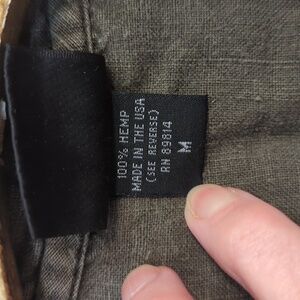 100% HEMP
MADE IN THE USA
(SEE REVERSE)
RN 89814
M